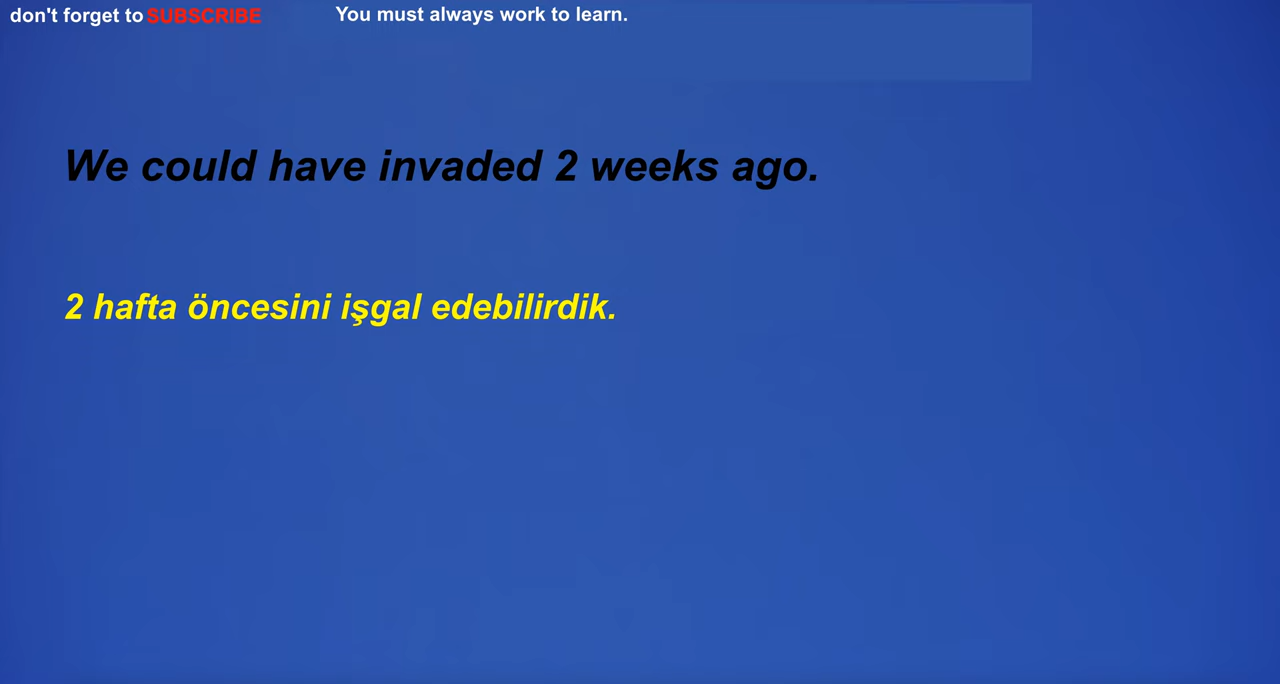 don't forget to SUBSCRIBE
You must always work to learn.
We could have invaded 2 weeks ago.
2 hafta öncesini işgal edebilirdik.